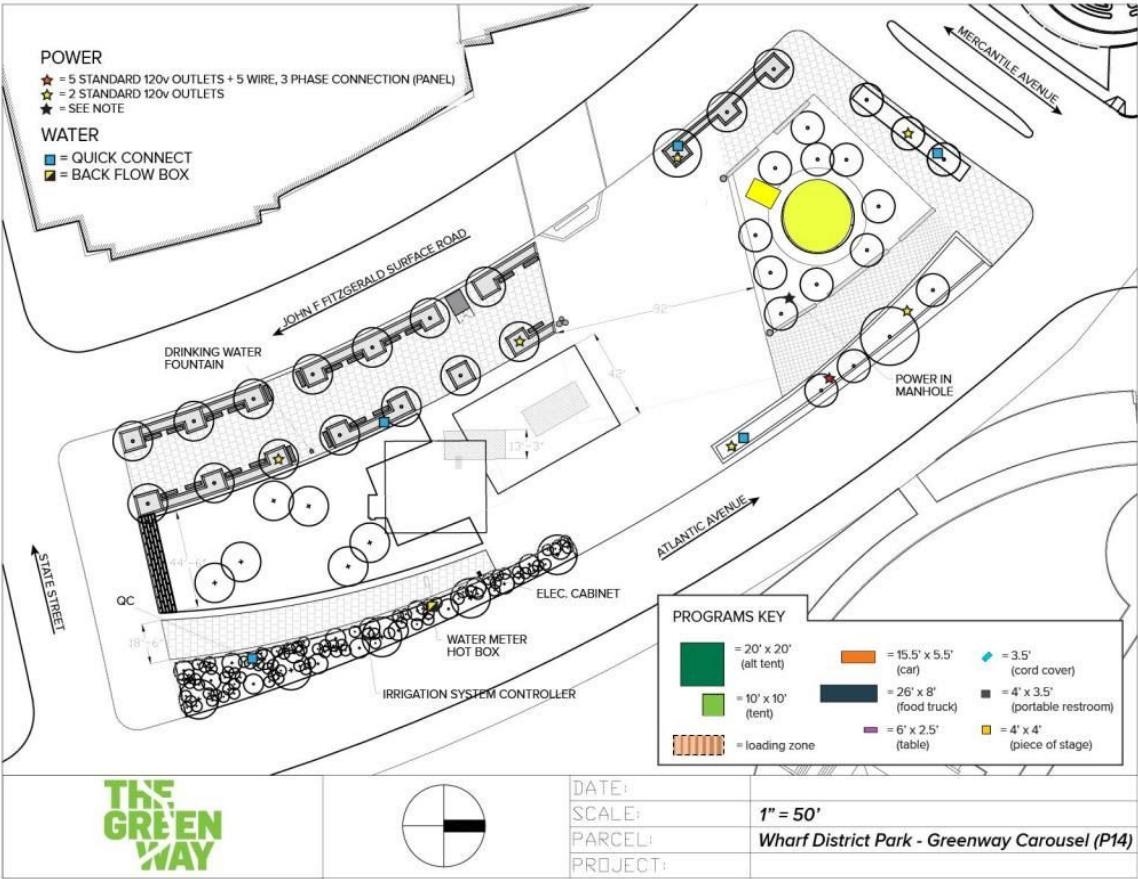 POWER
= 5 STANDARD 120v OUTLETS + 5 WIRE, 3 PHASE CONNECTION (PANEL)
= 2 STANDARD 120v OUTLETS
= SEE NOTE
WATER
= QUICK CONNECT
= BACK FLOW BOX
MERCANTILE AVENUE
JOHN F FITZGERALD SURFACE ROAD
92'
DRINKING WATER
FOUNTAIN
42'
POWER IN
MANHOLE
13'-3"
ATLANTIC AVENUE
STATE STREET
44'-6"
QC
ELEC. CABINET
18'-6"
WATER METER
HOT BOX
IRRIGATION SYSTEM CONTROLLER
PROGRAMS KEY
= 20' x 20'
(alt tent)
= 10' x 10'
(tent)
= loading zone
= 15.5' x 5.5'
(car)
= 26' x 8'
(food truck)
= 6' x 2.5'
(table)
= 3.5'
(cord cover)
= 4' x 3.5'
(portable restroom)
= 4' x 4'
(piece of stage)
THE
GREEN
WAY
DATE:
SCALE: 1" = 50'
PARCEL: Wharf District Park - Greenway Carousel (P14)
PROJECT: